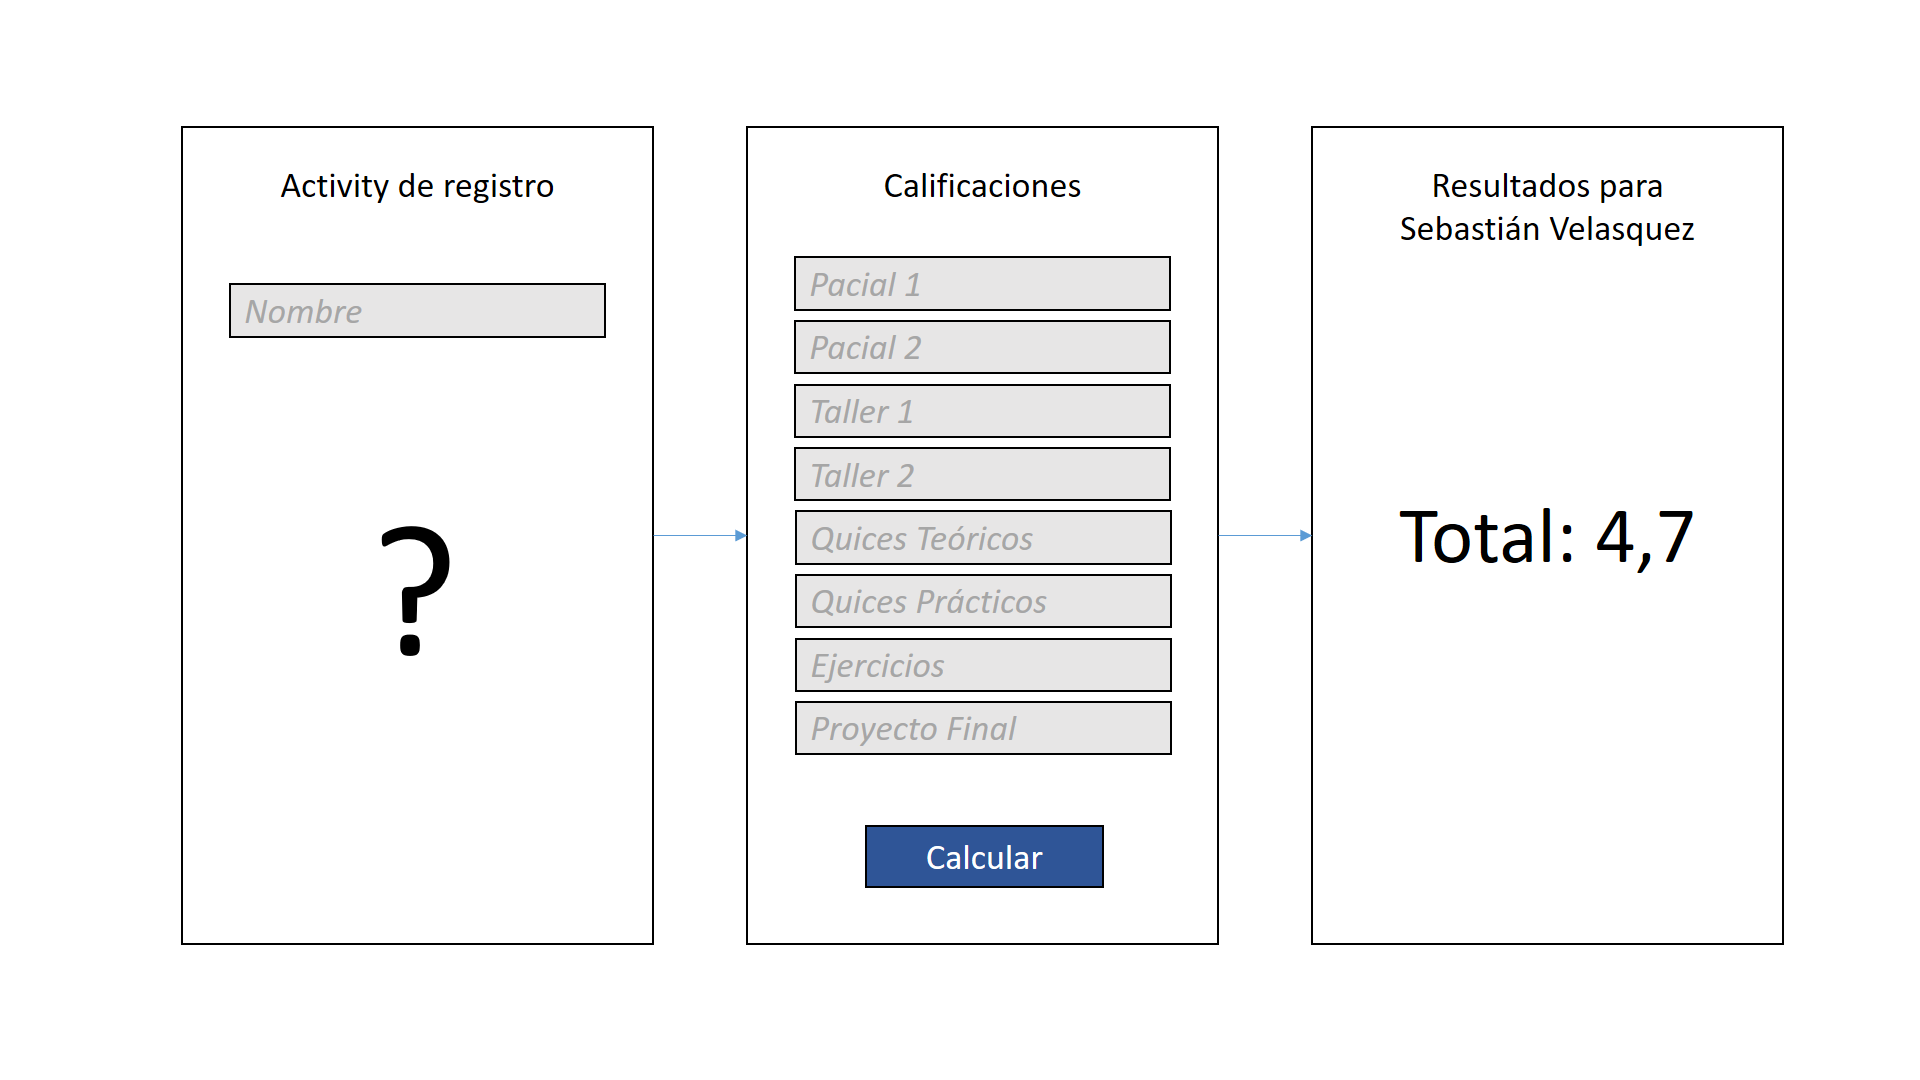 Activity de registro
Nombre
?
Calificaciones
Pacial 1
Pacial 2
Taller 1
Taller 2
Quices Teóricos
Quices Prácticos
Ejercicios
Proyecto Final
Calcular
Resultados para
Sebastián Velasquez
Total: 4,7